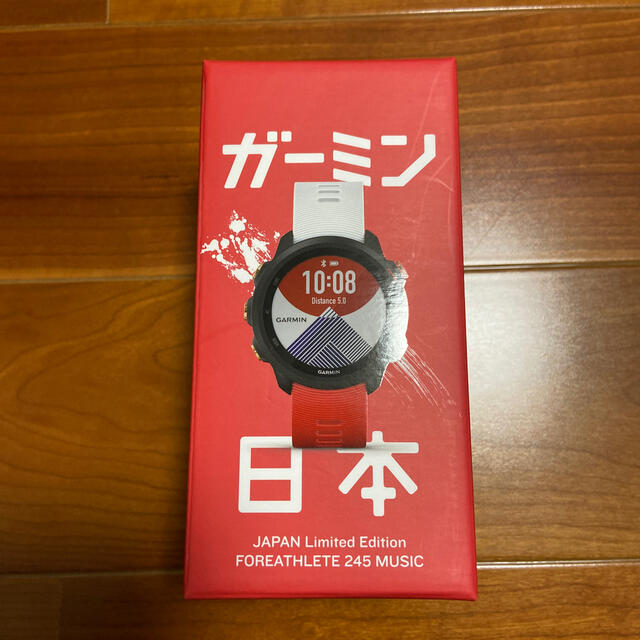 ガーミン
10:08
Distance 5.0
GARMIN
GARMIN
日本
JAPAN Limited Edition
FOREATHLETE 245 MUSIC